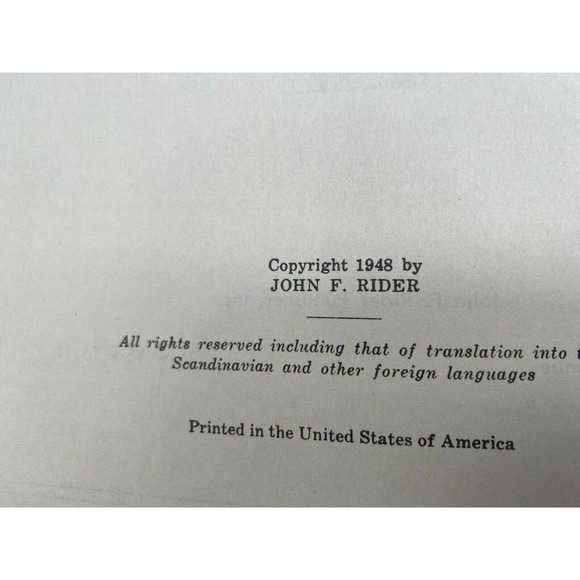 Copyright 1948 by
JOHN F. RIDER
All rights reserved including that of translation into
Scandinavian and other foreign languages
Printed in the United States of America